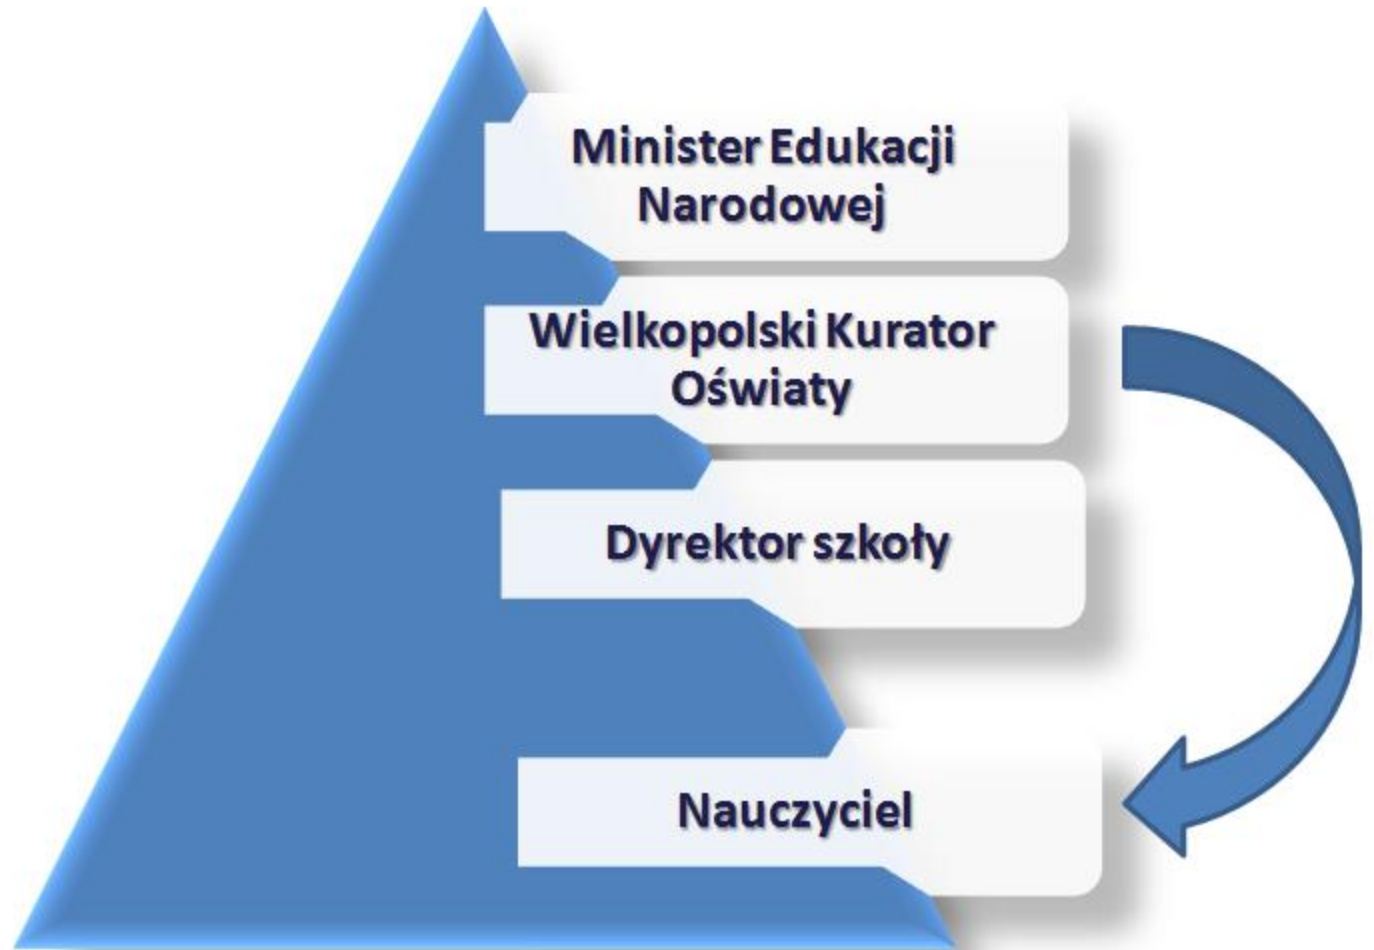 Minister Edukacji
Narodowej
Wielkopolski Kurator
Oświaty
Dyrektor szkoły
Nauczyciel